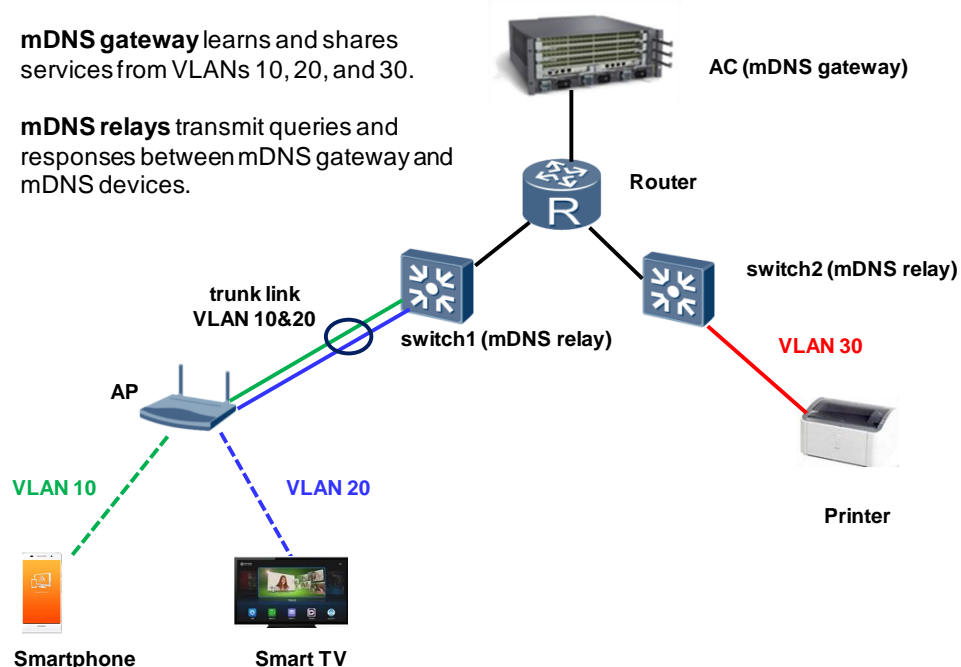 mDNS gateway learns and shares
services from VLANs 10, 20, and 30.
mDNS relays transmit queries and
responses between mDNS gateway and
mDNS devices.
AC (mDNS gateway)
Router
R
switch2 (mDNS relay)
trunk link
VLAN 10&20
switch1 (mDNS relay)
VLAN 30
AP
VLAN 10
VLAN 20
Printer
Smartphone
Smart TV